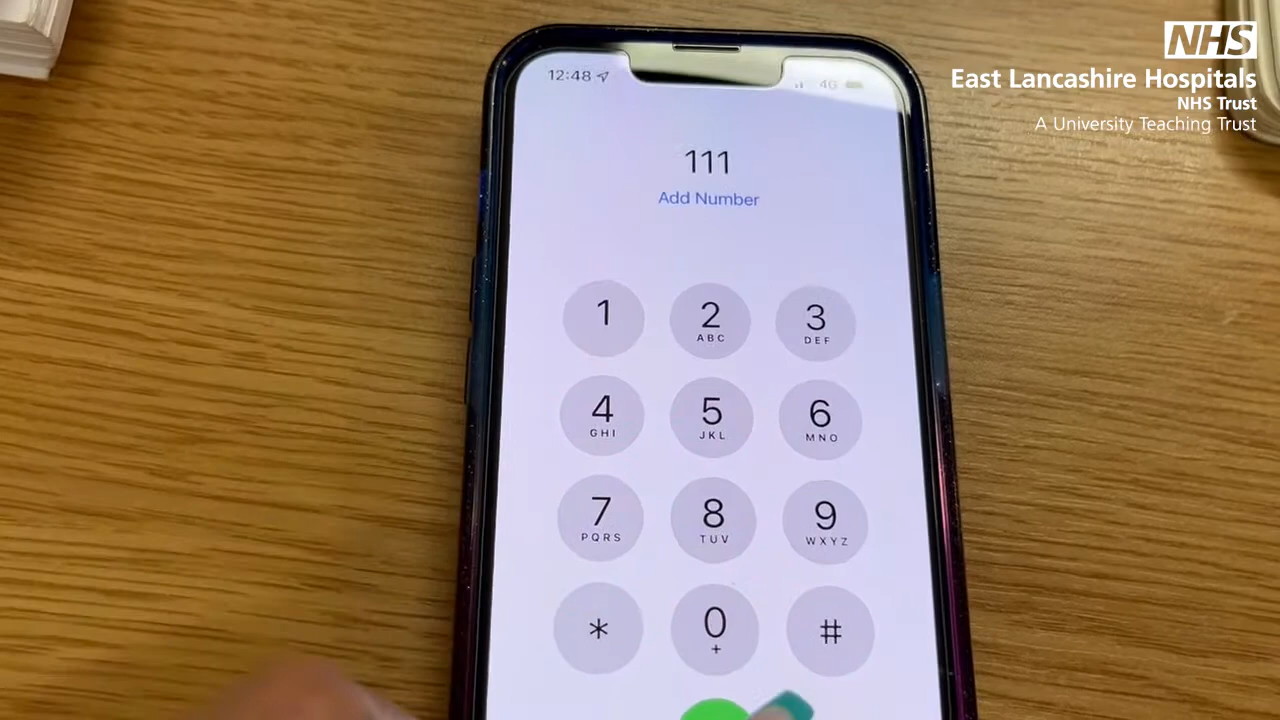 NHS
East Lancashire Hospitals
NHS Trust
A University Teaching Trust
12:48
4G
111
Add Number
1
2
ABC
3
DEF
4
GHI
5
JKL
6
MNO
7
PQRS
8
TUV
9
WXYZ
*
0
+
#